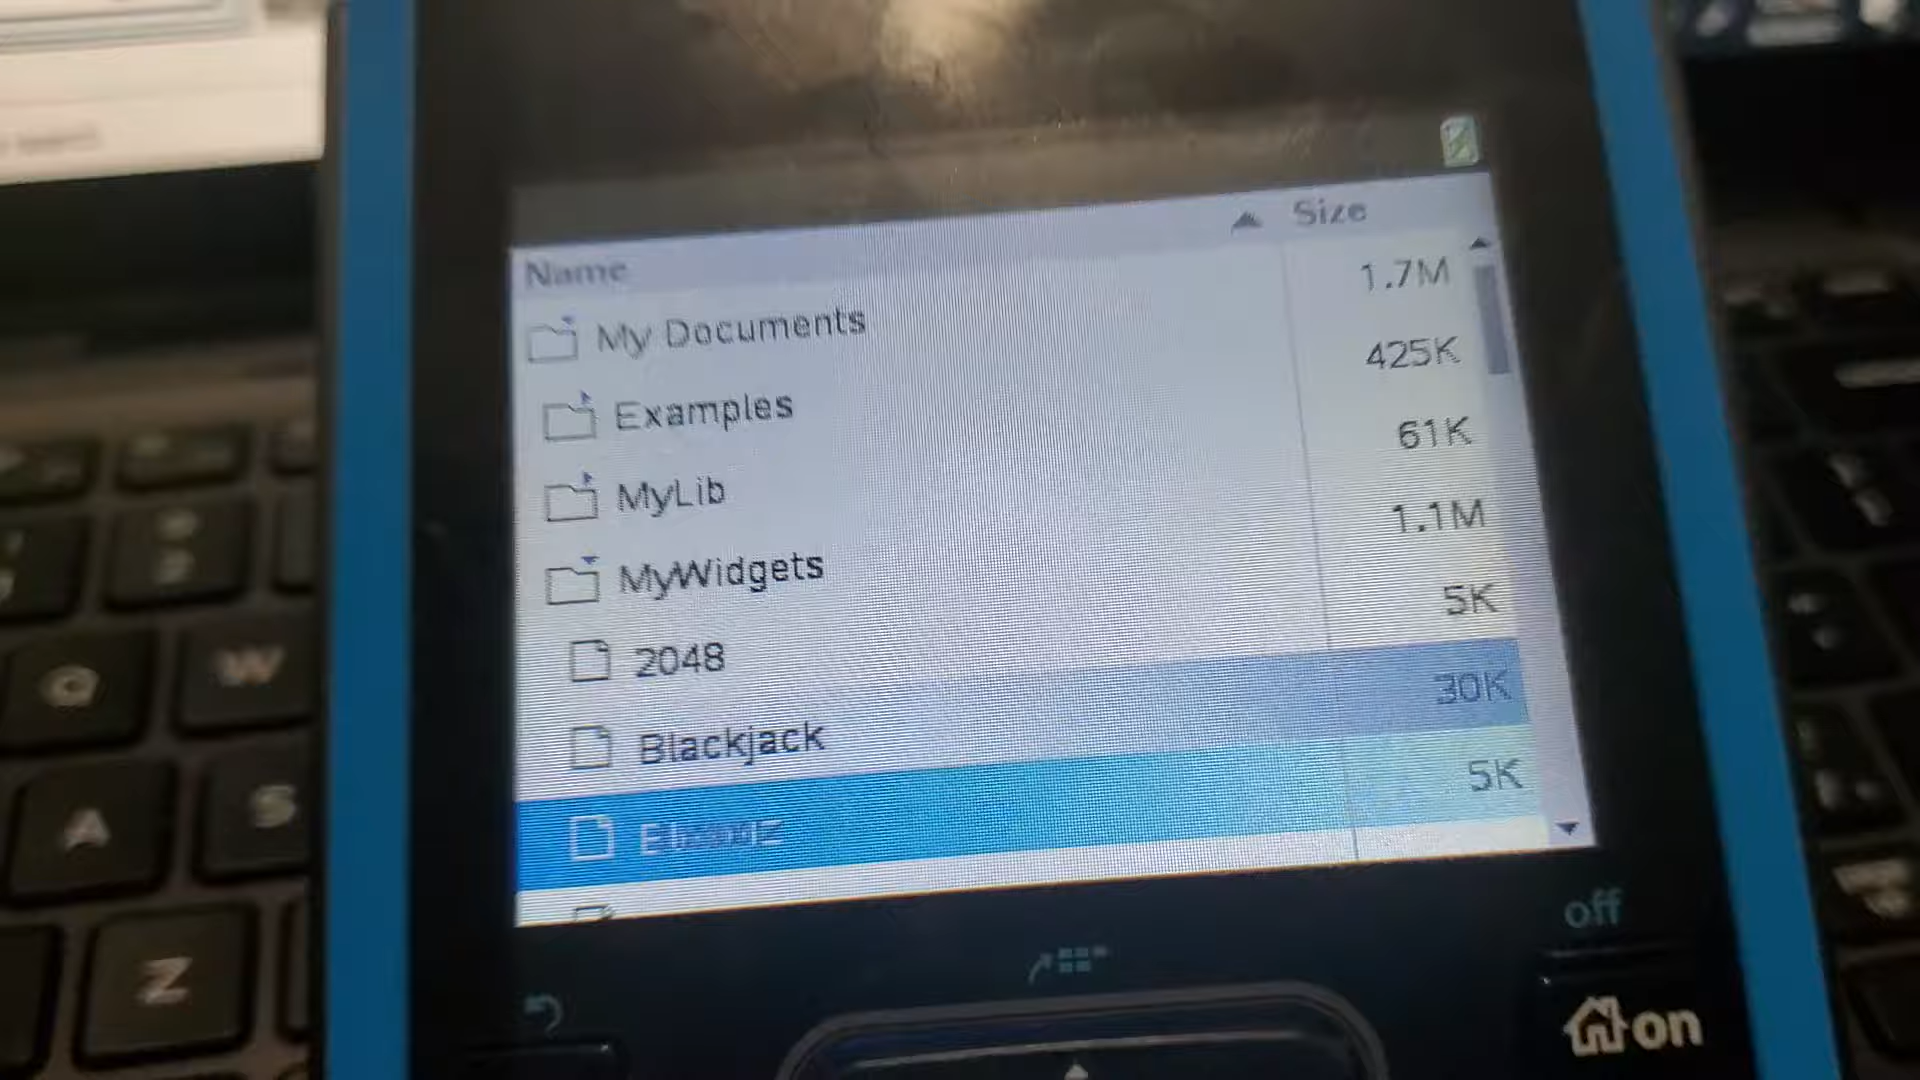 Name Size
My Documents 1.7M
Examples 425K
MyLib 61K
MyWidgets 1.1M
2048 5K
Blackjack 30K
5K
off
on
Q W
A S
Z